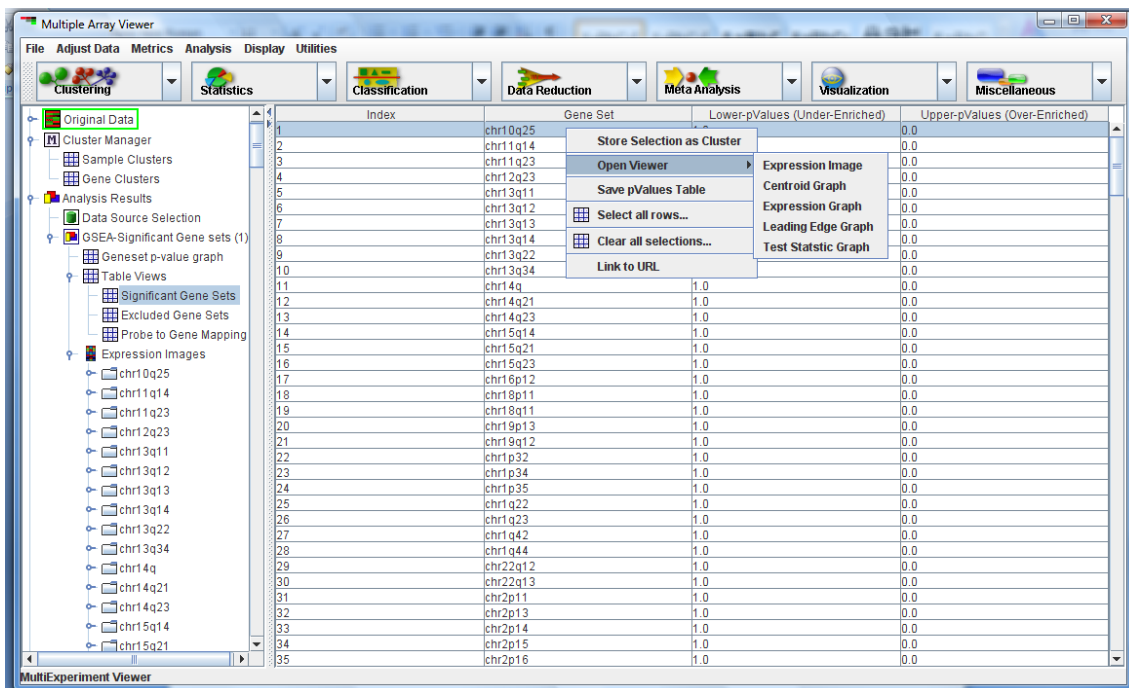 Multiple Array Viewer
File Adjust Data Metrics Analysis Display Utilities
Clustering Statistics Classification Data Reduction Meta Analysis Visualization Miscellaneous
Original Data
M Cluster Manager
Sample Clusters
Gene Clusters
Analysis Results
Data Source Selection
GSEA-Significant Gene sets (1)
Geneset p-value graph
Table Views
Significant Gene Sets
Excluded Gene Sets
Probe to Gene Mapping
Expression Images
chr10q25
chr11q14
chr11q23
chr12q23
chr13q11
chr13q12
chr13q13
chr13q14
chr13q22
chr13q34
chr14q
chr14q21
chr14q23
chr15q14
chr15q21
Index Gene Set Lower-pValues (Under-Enriched) Upper-pValues (Over-Enriched)
1 chr10q25 0.0
2 chr11q14 0.0
3 chr11q23 0.0
4 chr12q23 0.0
5 chr13q11 0.0
6 chr13q12 0.0
7 chr13q13 0.0
8 chr13q14 0.0
9 chr13q22 0.0
10 chr13q34 0.0
11 chr14q 1.0 0.0
12 chr14q21 1.0 0.0
13 chr14q23 1.0 0.0
14 chr15q14 1.0 0.0
15 chr15q21 1.0 0.0
16 chr15q23 1.0 0.0
17 chr16p12 1.0 0.0
18 chr18p11 1.0 0.0
19 chr18q11 1.0 0.0
20 chr19p13 1.0 0.0
21 chr19q12 1.0 0.0
22 chr1p32 1.0 0.0
23 chr1p34 1.0 0.0
24 chr1p35 1.0 0.0
25 chr1q22 1.0 0.0
26 chr1q23 1.0 0.0
27 chr1q42 1.0 0.0
28 chr1q44 1.0 0.0
29 chr22q12 1.0 0.0
30 chr22q13 1.0 0.0
31 chr2p11 1.0 0.0
32 chr2p13 1.0 0.0
33 chr2p14 1.0 0.0
34 chr2p15 1.0 0.0
35 chr2p16 1.0 0.0
Store Selection as Cluster
Open Viewer
Save pValues Table
Select all rows...
Clear all selections...
Link to URL
Expression Image
Centroid Graph
Expression Graph
Leading Edge Graph
Test Statstic Graph
MultiExperiment Viewer